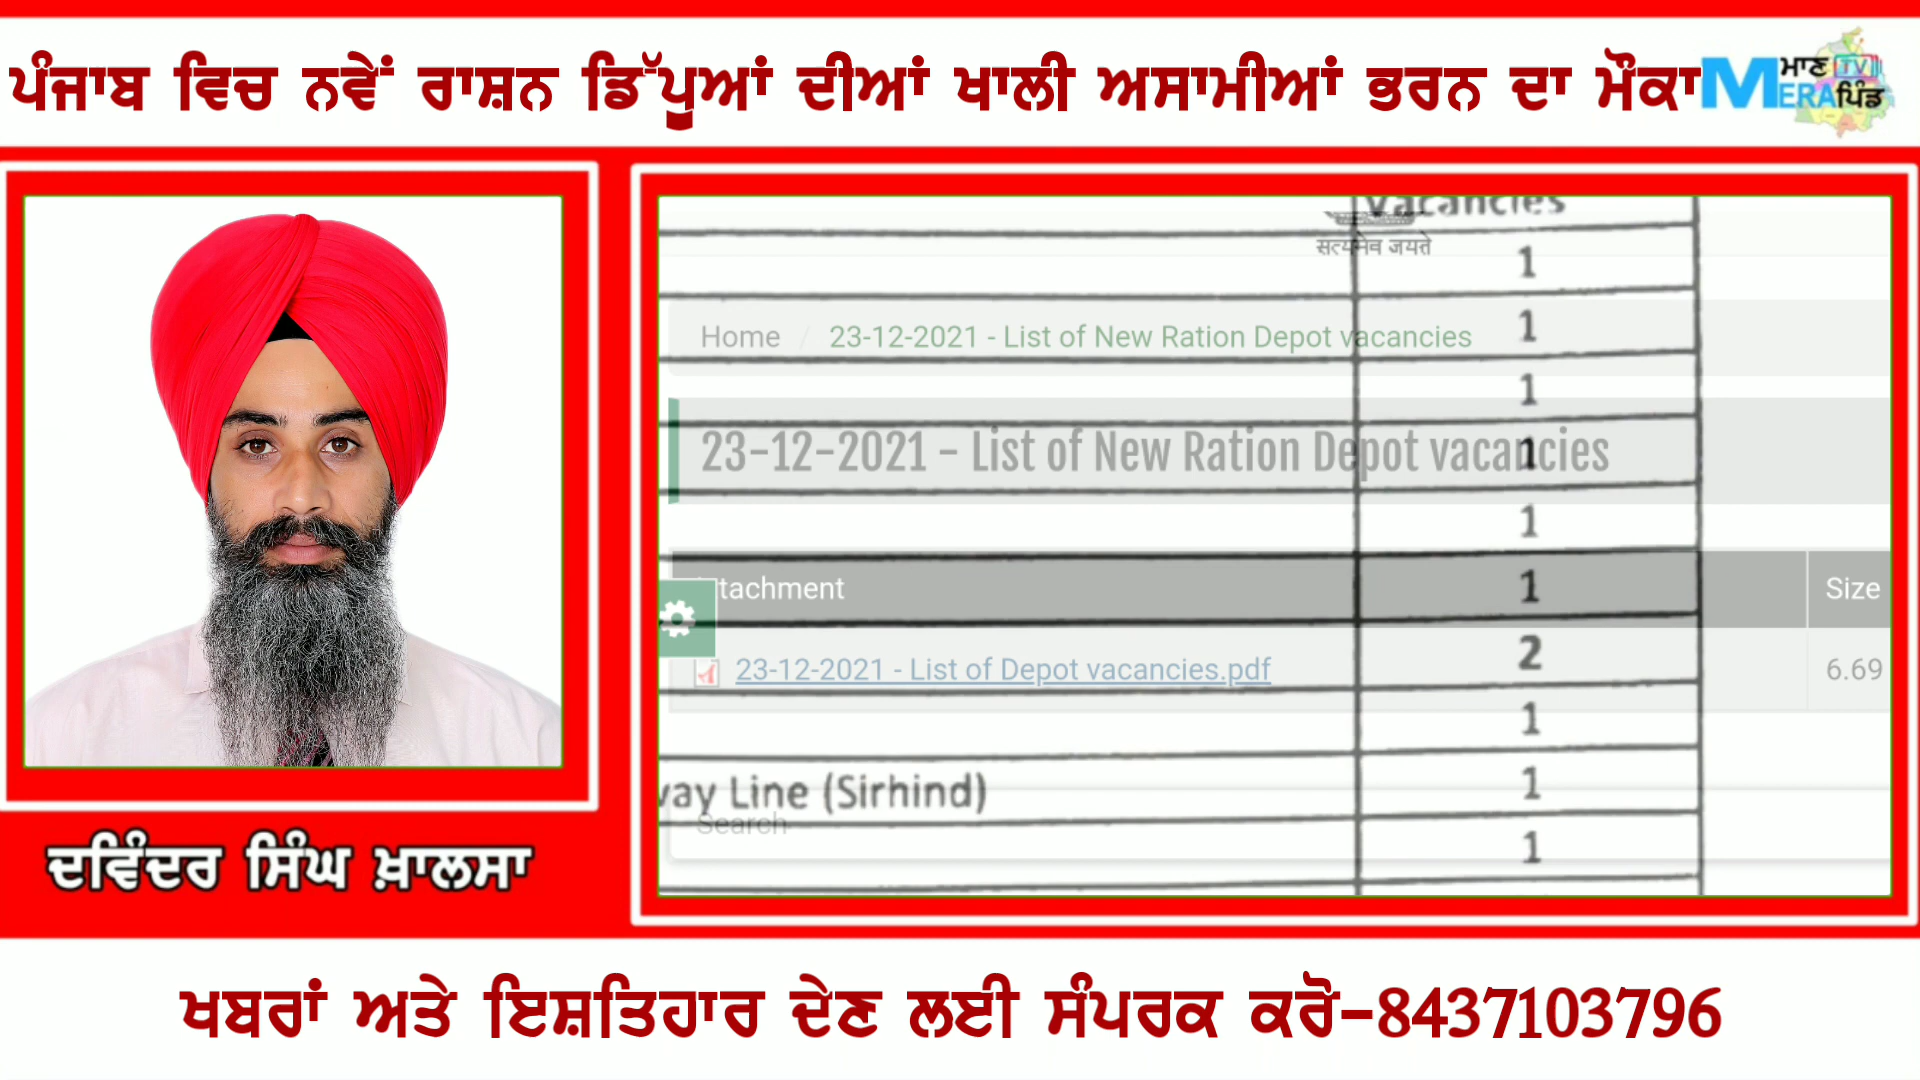 ਪੰਜਾਬ ਵਿਚ ਨਵੇਂ ਰਾਸ਼ਨ ਡਿੱਪੂਆਂ ਦੀਆਂ ਖਾਲੀ ਅਸਾਮੀਆਂ ਭਰਨ ਦਾ ਮੌਕਾ
ਮਾਣ TV
MERA ਪਿੰਡ
Vacancies
सत्यमेव जयते
1
Home / 23-12-2021 - List of New Ration Depot vacancies
1
1
23-12-2021 - List of New Ration Depot vacancies
1
1
tachment Size
1
2
23-12-2021 - List of Depot vacancies.pdf 6.69
1
way Line (Sirhind) 1
Search
1
ਦਵਿੰਦਰ ਸਿੰਘ ਖ਼ਾਲਸਾ
ਖਬਰਾਂ ਅਤੇ ਇਸ਼ਤਿਹਾਰ ਦੇਣ ਲਈ ਸੰਪਰਕ ਕਰੋ-8437103796